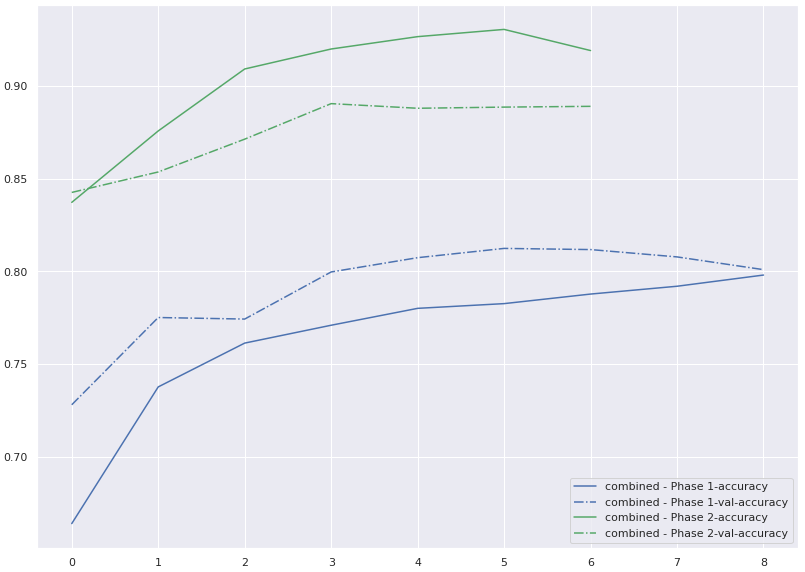 0.90
0.85
0.80
0.75
0.70
combined - Phase 1-accuracy
combined - Phase 1-val-accuracy
combined - Phase 2-accuracy
combined - Phase 2-val-accuracy
0 1 2 3 4 5 6 7 8